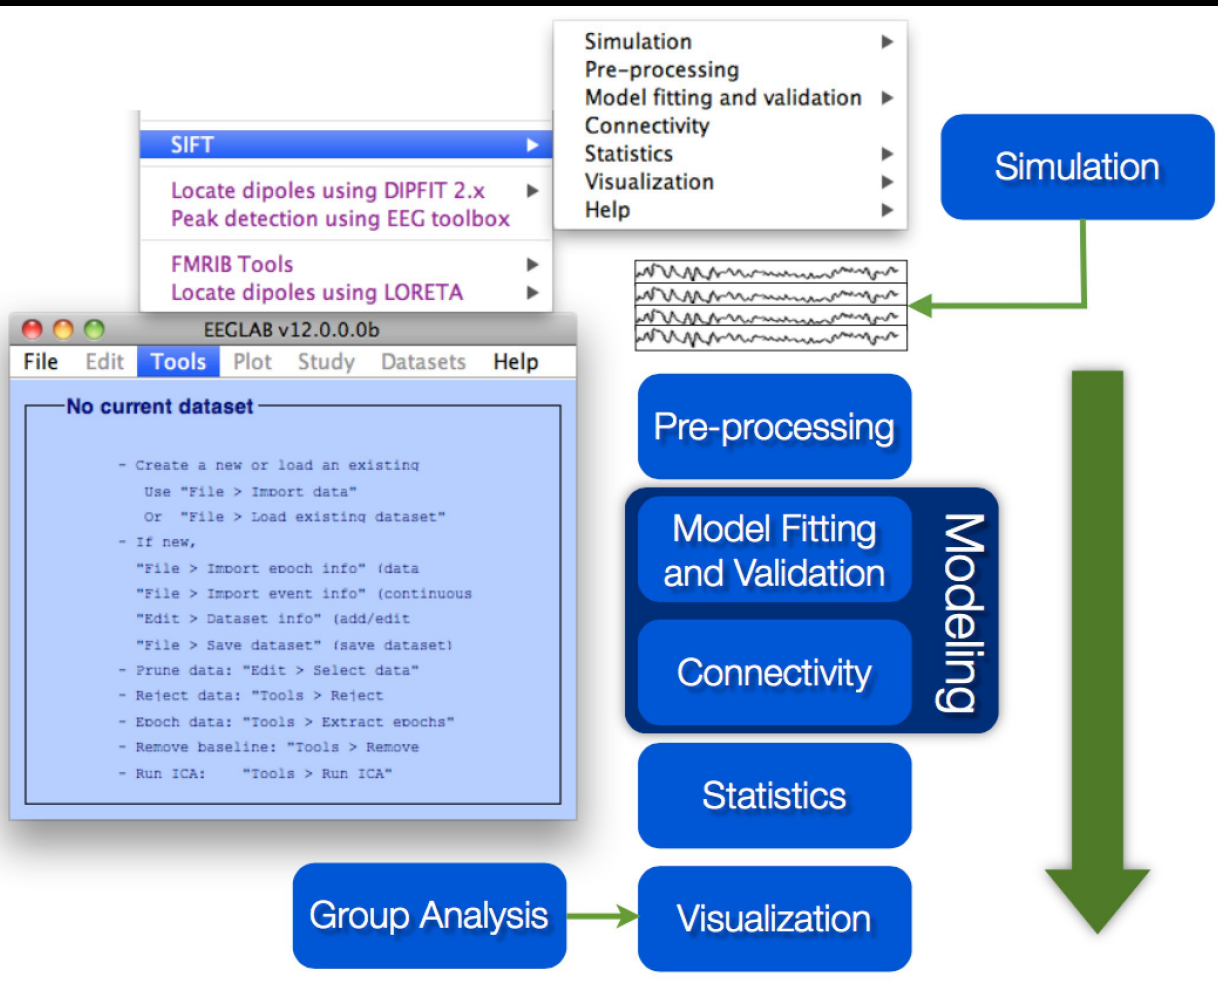 Simulation
Pre-processing
Model fitting and validation
Connectivity
Statistics
Visualization
Help
SIFT
Locate dipoles using DIPFIT 2.x
Peak detection using EEG toolbox
FMRIB Tools
Locate dipoles using LORETA
EEGLAB v12.0.0.0b
File Edit Tools Plot Study Datasets Help
No current dataset
- Create a new or load an existing
Use "File > Import data"
Or "File > Load existing dataset"
- If new,
"File > Import epoch info" (data
"File > Import event info" (continuous
"Edit > Dataset info" (add/edit
"File > Save dataset" (save dataset)
- Prune data: "Edit > Select data"
- Reject data: "Tools > Reject
- Epoch data: "Tools > Extract epochs"
- Remove baseline: "Tools > Remove
- Run ICA: "Tools > Run ICA"
Simulation
Pre-processing
Model Fitting
and Validation
Connectivity
Modeling
Statistics
Group Analysis
Visualization